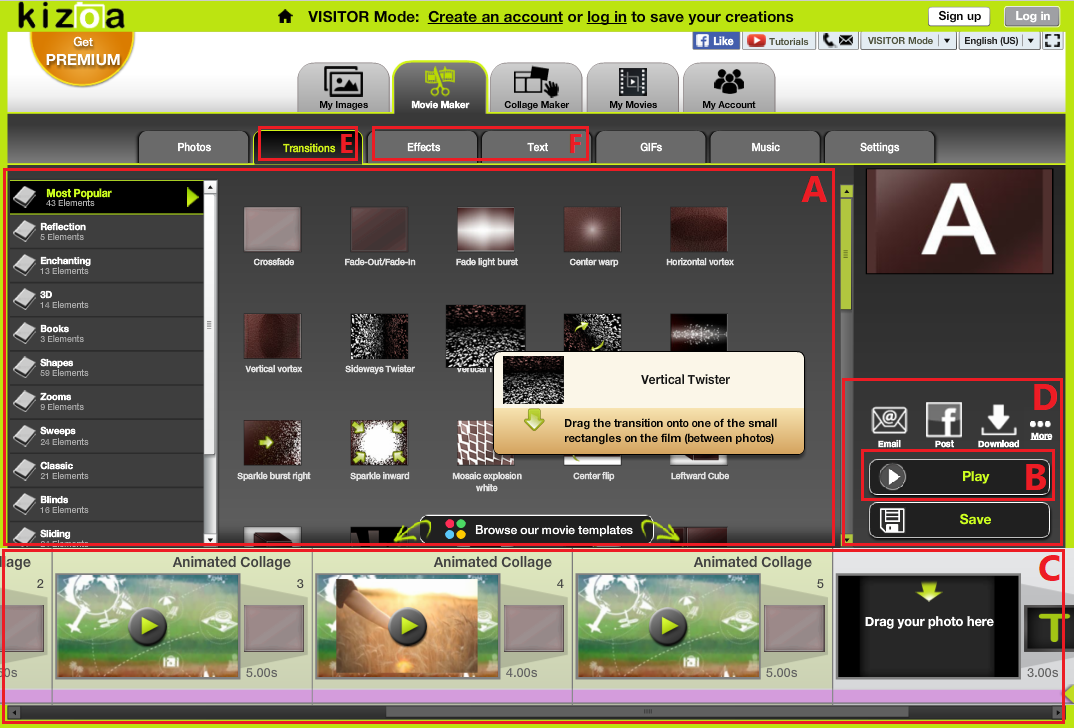 kizoa
VISITOR Mode: Create an account or log in to save your creations
Sign up
Log in
Get
PREMIUM
Like
Tutorials
VISITOR Mode
English (US)
My Images
Movie Maker
Collage Maker
My Movies
My Account
Photos
Transitions
E
Effects
Text
F
GIFs
Music
Settings
A
Most Popular
43 Elements
Reflection
5 Elements
Enchanting
13 Elements
3D
14 Elements
Books
3 Elements
Shapes
59 Elements
Zooms
9 Elements
Sweeps
24 Elements
Classic
21 Elements
Blinds
16 Elements
Sliding
Elements
Crossfade
Fade-Out/Fade-In
Fade light burst
Center warp
Horizontal vortex
Vertical vortex
Sideways Twister
Vertical T
Vertical Twister
Drag the transition onto one of the small
rectangles on the film (between photos)
Sparkle burst right
Sparkle inward
Mosaic explosion
white
Center flip
Leftward Cube
Browse our movie templates
A
D
Email
f
Post
Download
More
Play
B
Save
lage
2
Animated Collage
3
Animated Collage
4
Animated Collage
5
C
Drag your photo here
T
0s
5.00s
4.00s
5.00s
3.00s